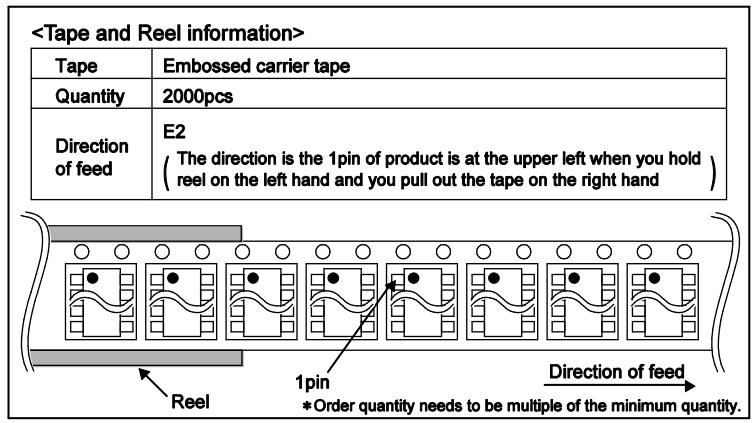 <Tape and Reel information>
Tape Embossed carrier tape
Quantity 2000pcs
Direction of feed E2
( The direction is the 1pin of product is at the upper left when you hold
reel on the left hand and you pull out the tape on the right hand )
1pin
Direction of feed
Reel
*Order quantity needs to be multiple of the minimum quantity.